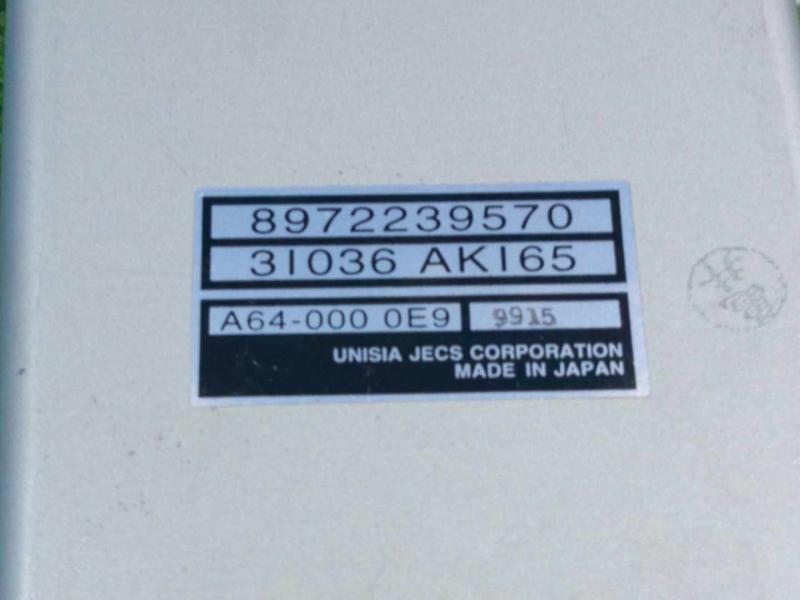 8972239570
31036 AK165
A64-000 0E9 9915
UNISIA JECS CORPORATION
MADE IN JAPAN